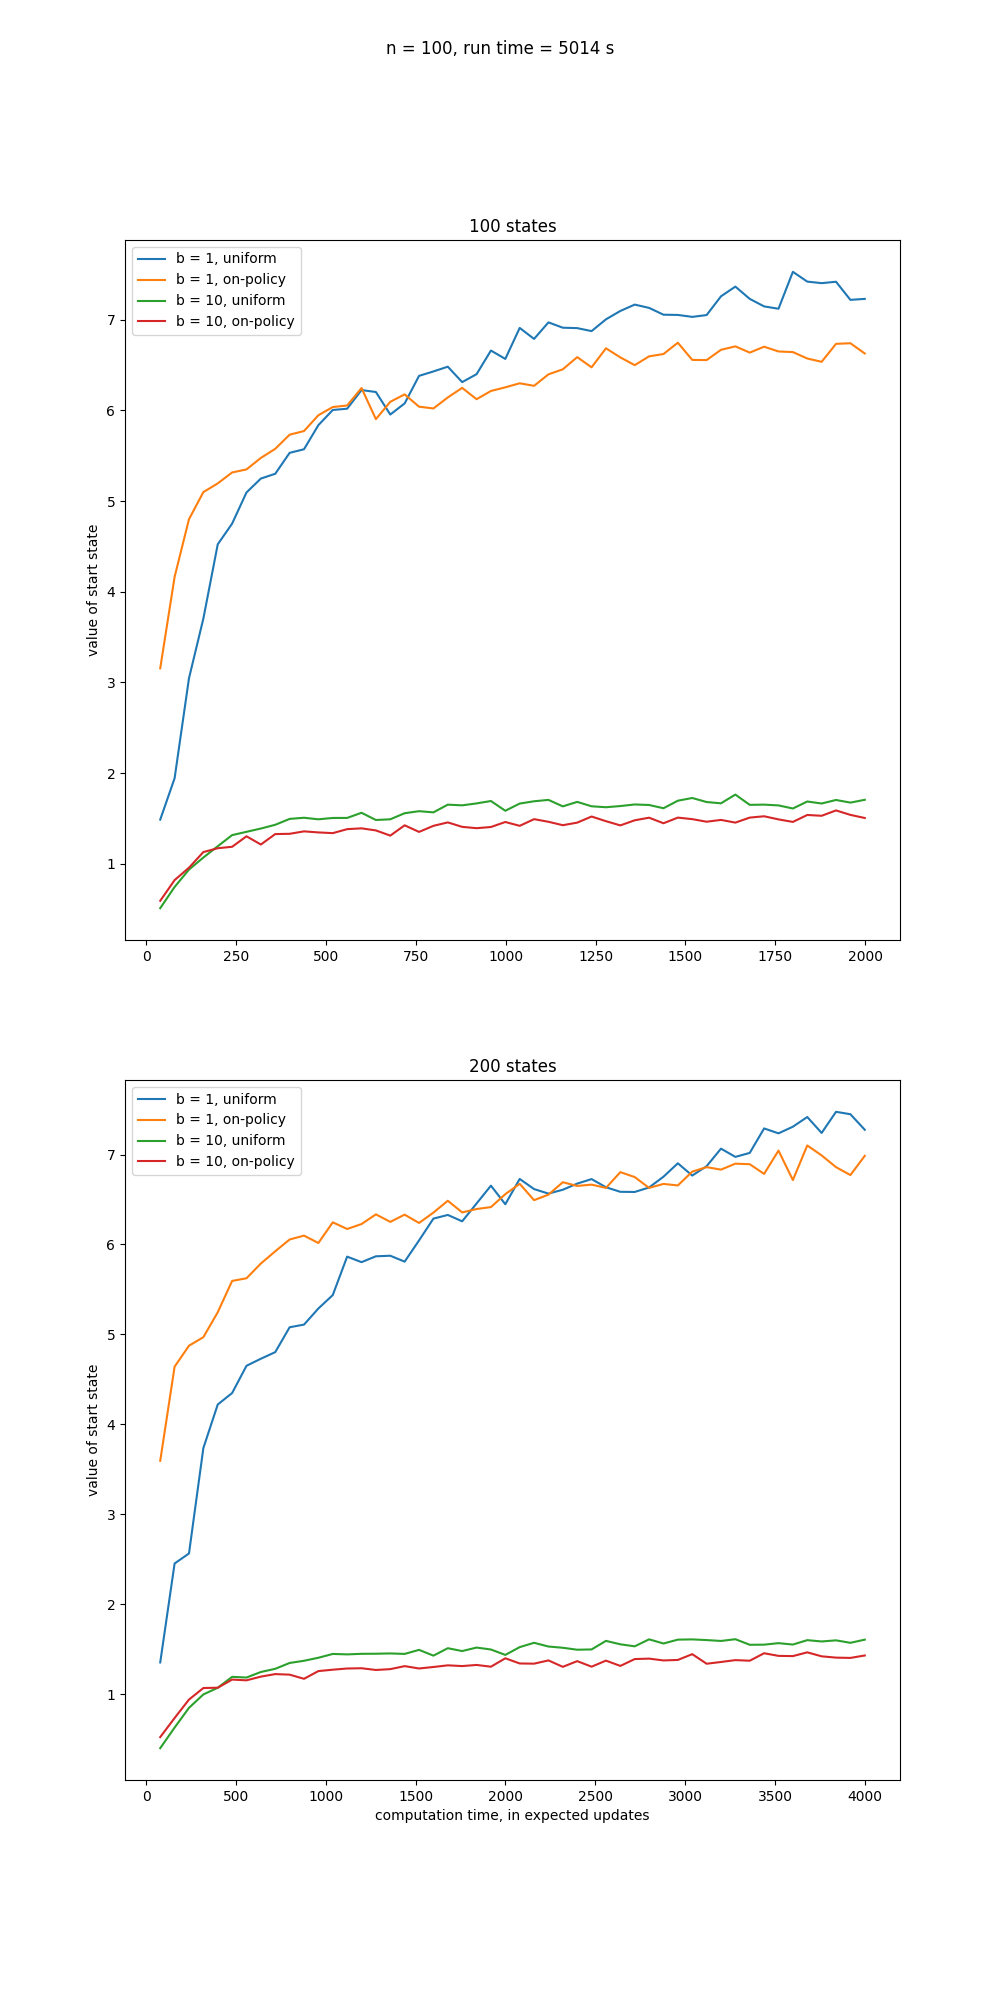 n = 100, run time = 5014 s
100 states
b = 1, uniform
b = 1, on-policy
b = 10, uniform
b = 10, on-policy
value of start state
7
6
5
4
3
2
1
0 250 500 750 1000 1250 1500 1750 2000
200 states
b = 1, uniform
b = 1, on-policy
b = 10, uniform
b = 10, on-policy
value of start state
7
6
5
4
3
2
1
0 500 1000 1500 2000 2500 3000 3500 4000
computation time, in expected updates